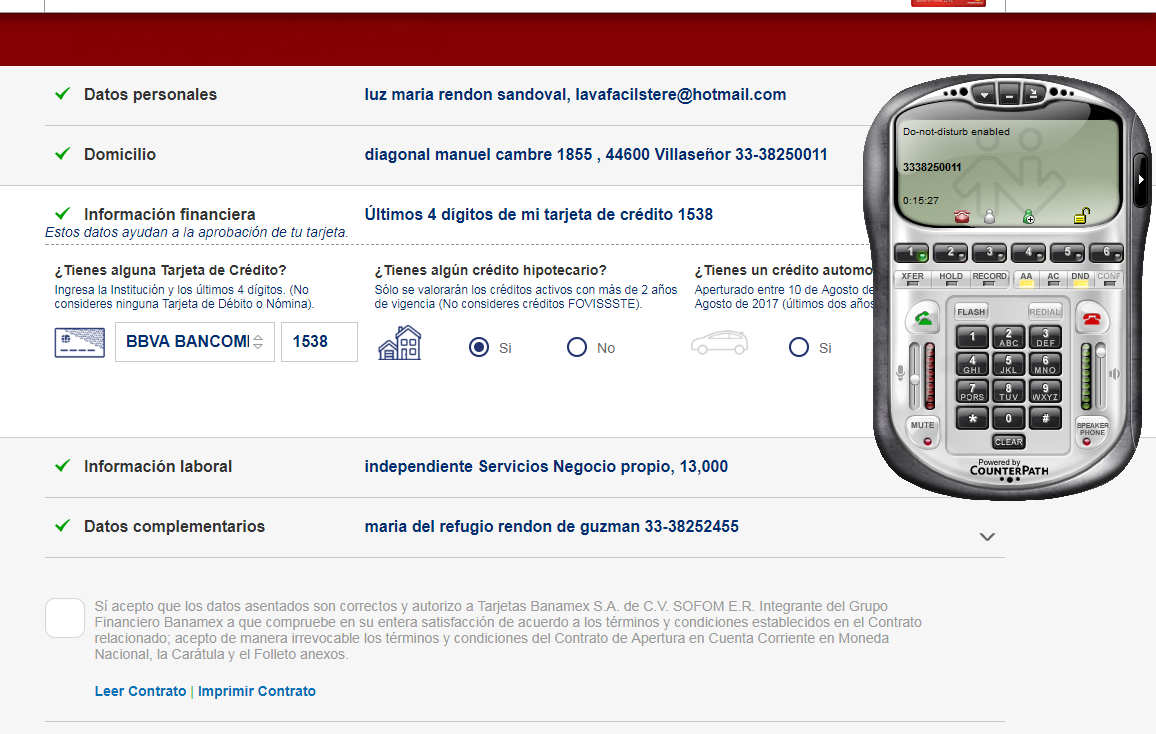 Datos personales luz maria rendon sandoval, lavafacilstere@hotmail.com
Domicilio diagonal manuel cambre 1855 , 44600 Villaseñor 33-38250011
Información financiera Últimos 4 dígitos de mi tarjeta de crédito 1538
Estos datos ayudan a la aprobación de tu tarjeta.
¿Tienes alguna Tarjeta de Crédito?
Ingresa la Institución y los últimos 4 dígitos. (No
consideres ninguna Tarjeta de Débito o Nómina).
BBVA BANCOM 1538
¿Tienes algún crédito hipotecario?
Sólo se valorarán los créditos activos con más de 2 años
de vigencia (No consideres créditos FOVISSSTE).
Si No
¿Tienes un crédito automo
Aperturado entre 10 de Agosto de
Agosto de 2017 (últimos dos años
Si
Información laboral independiente Servicios Negocio propio, 13,000
Datos complementarios maria del refugio rendon de guzman 33-38252455
Sí acepto que los datos asentados son correctos y autorizo a Tarjetas Banamex S.A. de C.V. SOFOM E.R. Integrante del Grupo
Financiero Banamex a que compruebe en su entera satisfacción de acuerdo a los términos y condiciones establecidos en el Contrato
relacionado; acepto de manera irrevocable los términos y condiciones del Contrato de Apertura en Cuenta Corriente en Moneda
Nacional, la Carátula y el Folleto anexos.
Leer Contrato | Imprimir Contrato
Do-not-disturb enabled
3338250011
0:15:27
1 2 3 4 5 6
XFER HOLD RECORD AA AC DND CONF
FLASH REDIAL
1 2 ABC 3 DEF
4 GHI 5 JKL 6 MNO
7 PQRS 8 TUV 9 WXYZ
* 0 #
MUTE CLEAR SPEAKER PHONE
Powered by
COUNTERPATH